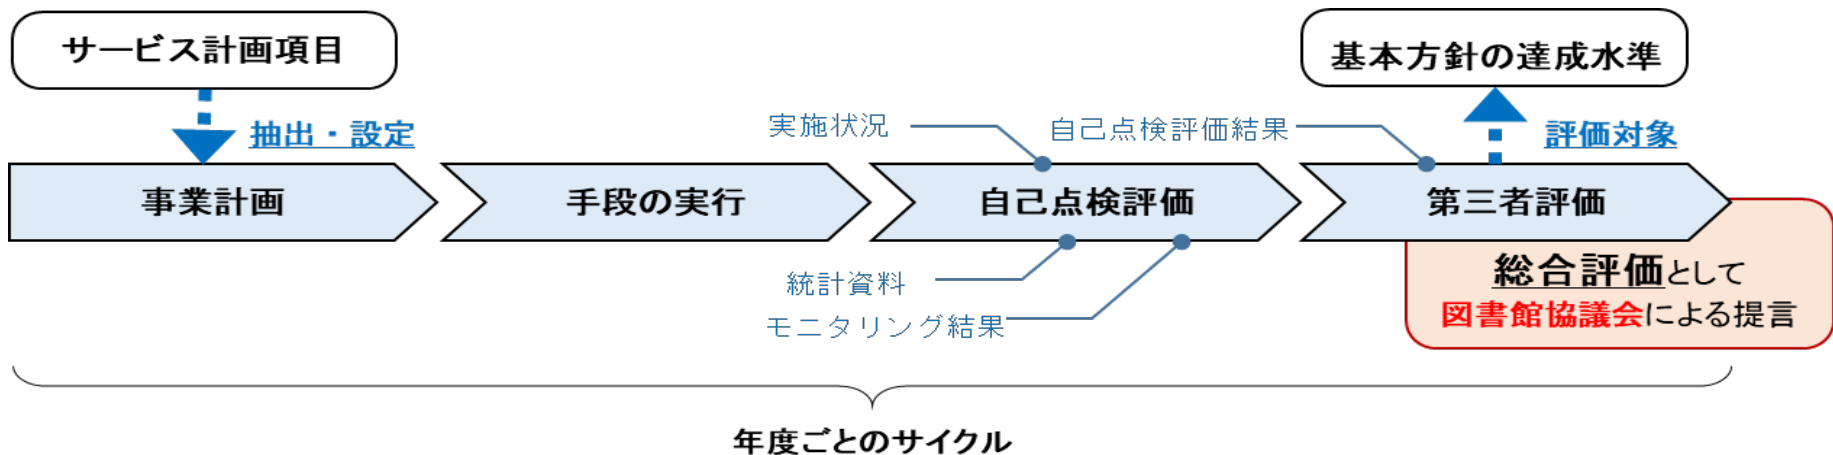 サービス計画項目
基本方針の達成水準
抽出・設定
実施状況
自己点検評価結果
評価対象
事業計画
手段の実行
自己点検評価
第三者評価
統計資料
モニタリング結果
総合評価として
図書館協議会による提言
年度ごとのサイクル